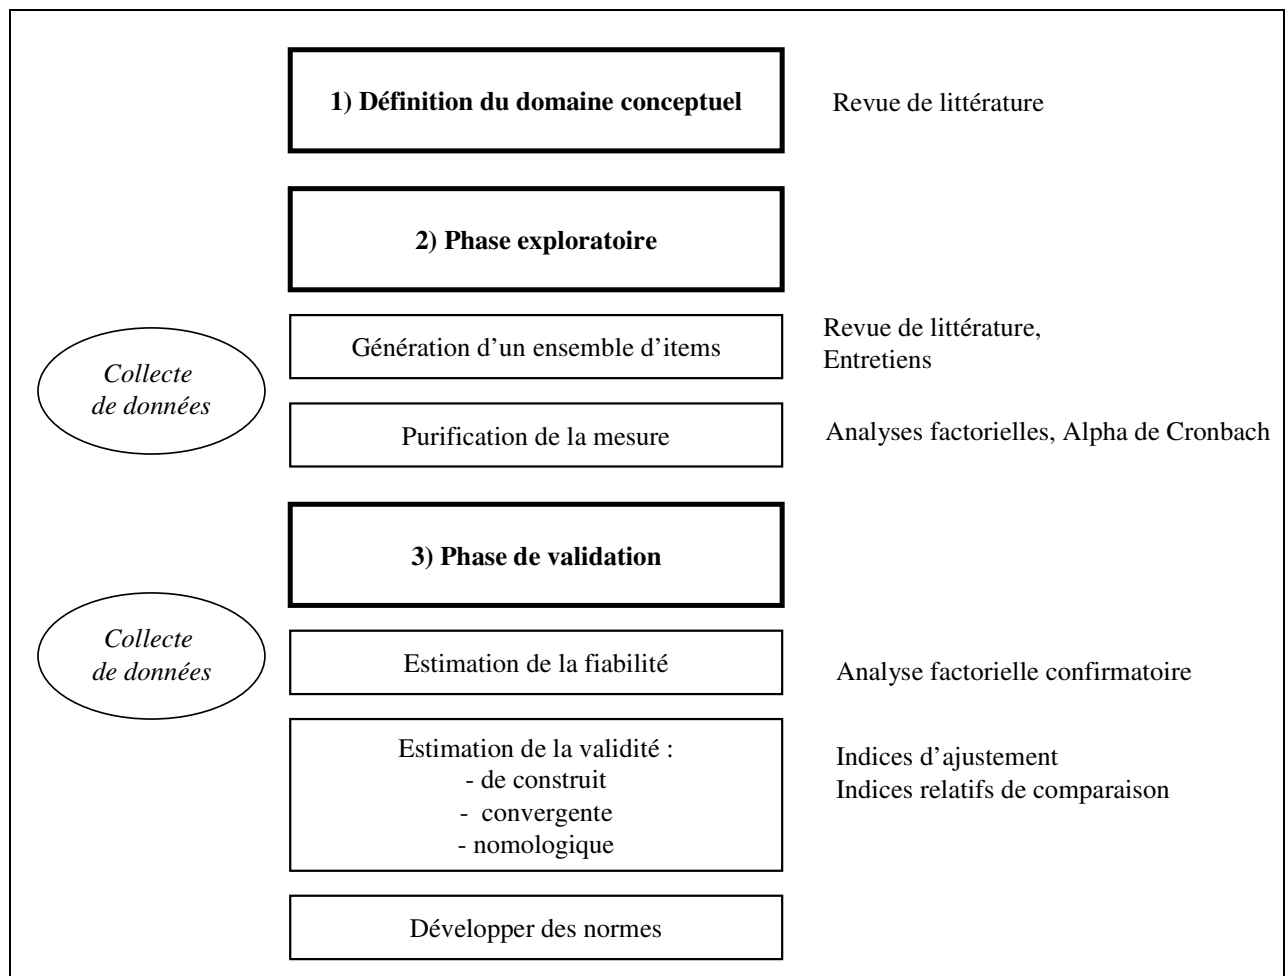 1) Définition du domaine conceptuel
Revue de littérature
2) Phase exploratoire
Collecte
de données
Génération d'un ensemble d'items
Revue de littérature,
Entretiens
Purification de la mesure
Analyses factorielles, Alpha de Cronbach
3) Phase de validation
Collecte
de données
Estimation de la fiabilité
Analyse factorielle confirmatoire
Estimation de la validité :
- de construit
- convergente
- nomologique
Indices d'ajustement
Indices relatifs de comparaison
Développer des normes